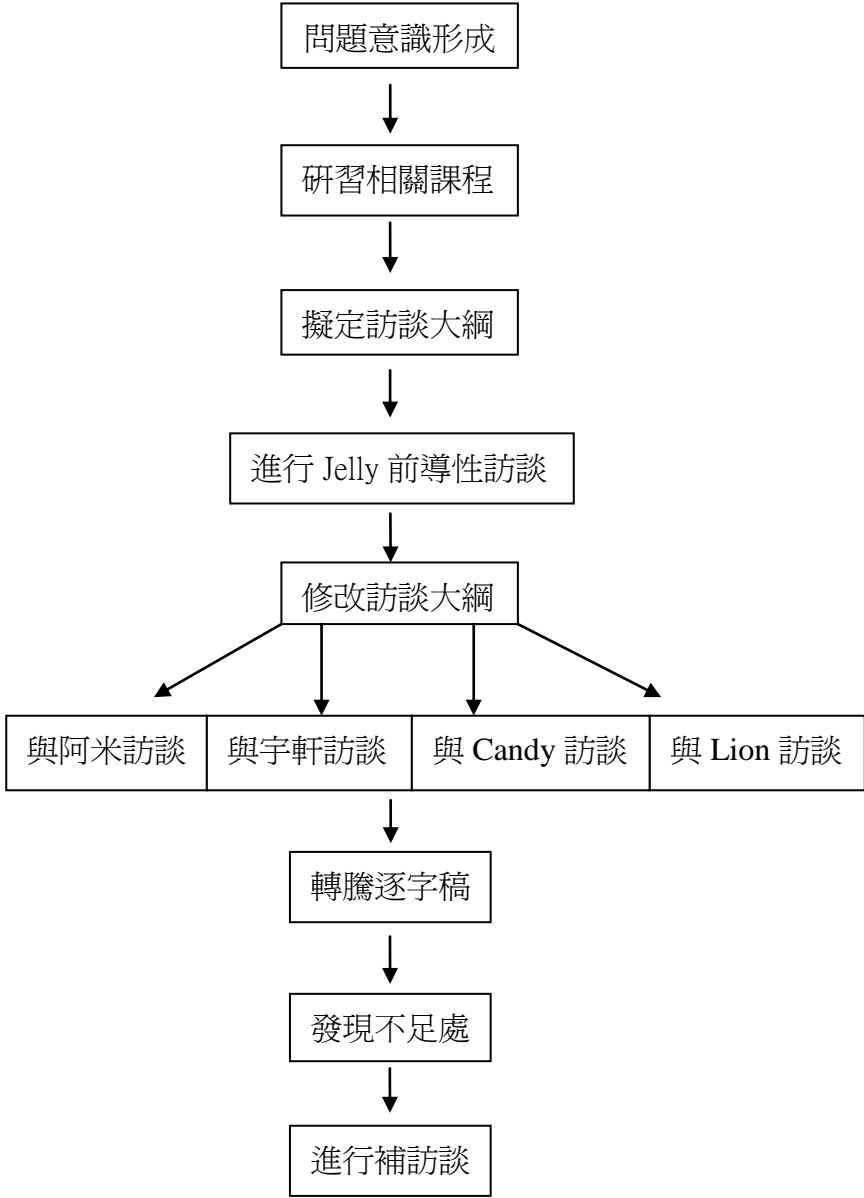 問題意識形成
研習相關課程
擬定訪談大綱
進行 Jelly 前導性訪談
修改訪談大綱
與阿米訪談
與宇軒訪談
與 Candy 訪談
與 Lion 訪談
轉騰逐字稿
發現不足處
進行補訪談